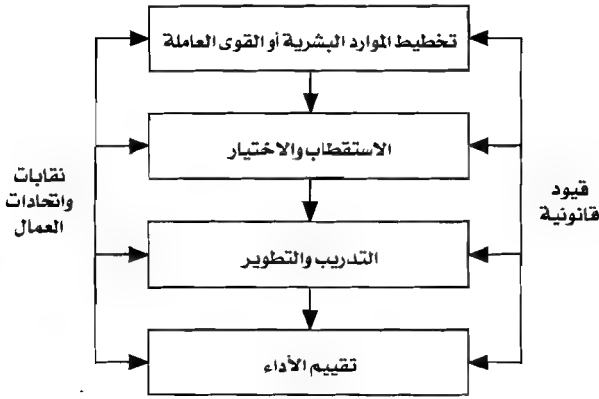 تخطيط الموارد البشرية أو القوى العاملة
الاستقطاب والاختيار
قيود
قانونية
نقابات
واتحادات
العمال
التدريب والتطوير
تقييم الأداء